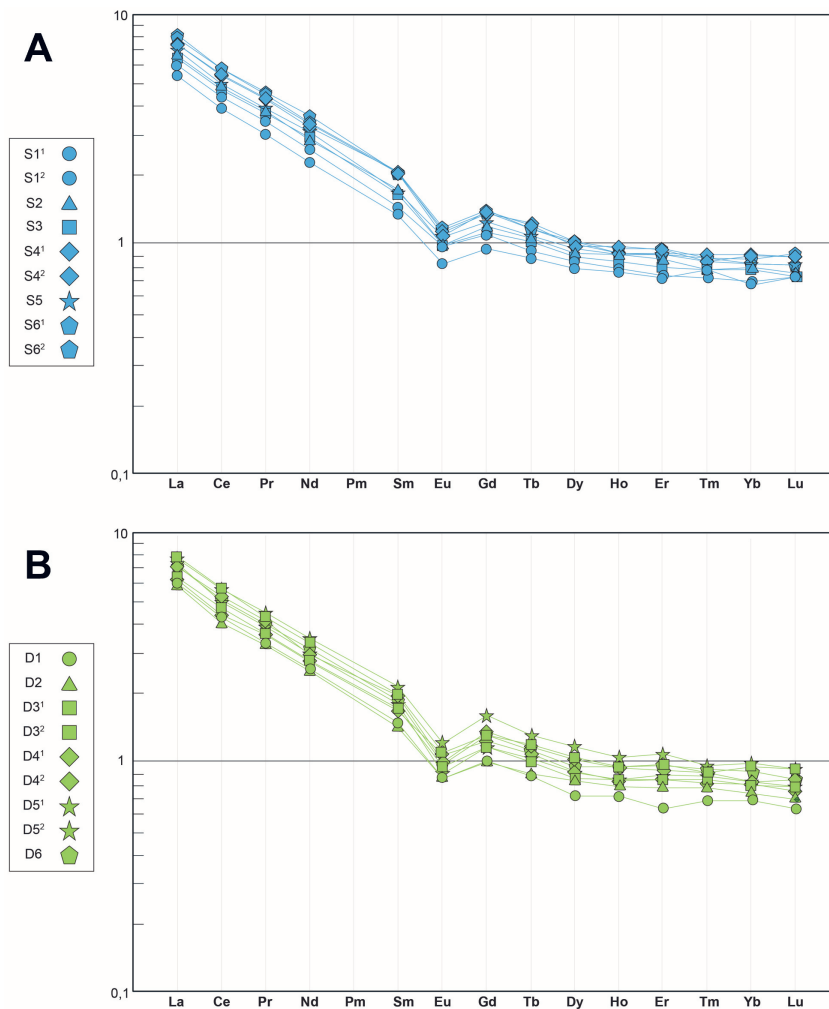 A
10
1
0,1
S1¹
S1²
S2
S3
S4¹
S4²
S5
S6¹
S6²
La Ce Pr Nd Pm Sm Eu Gd Tb Dy Ho Er Tm Yb Lu
B
10
1
0,1
D1
D2
D3¹
D3²
D4¹
D4²
D5¹
D5²
D6
La Ce Pr Nd Pm Sm Eu Gd Tb Dy Ho Er Tm Yb Lu